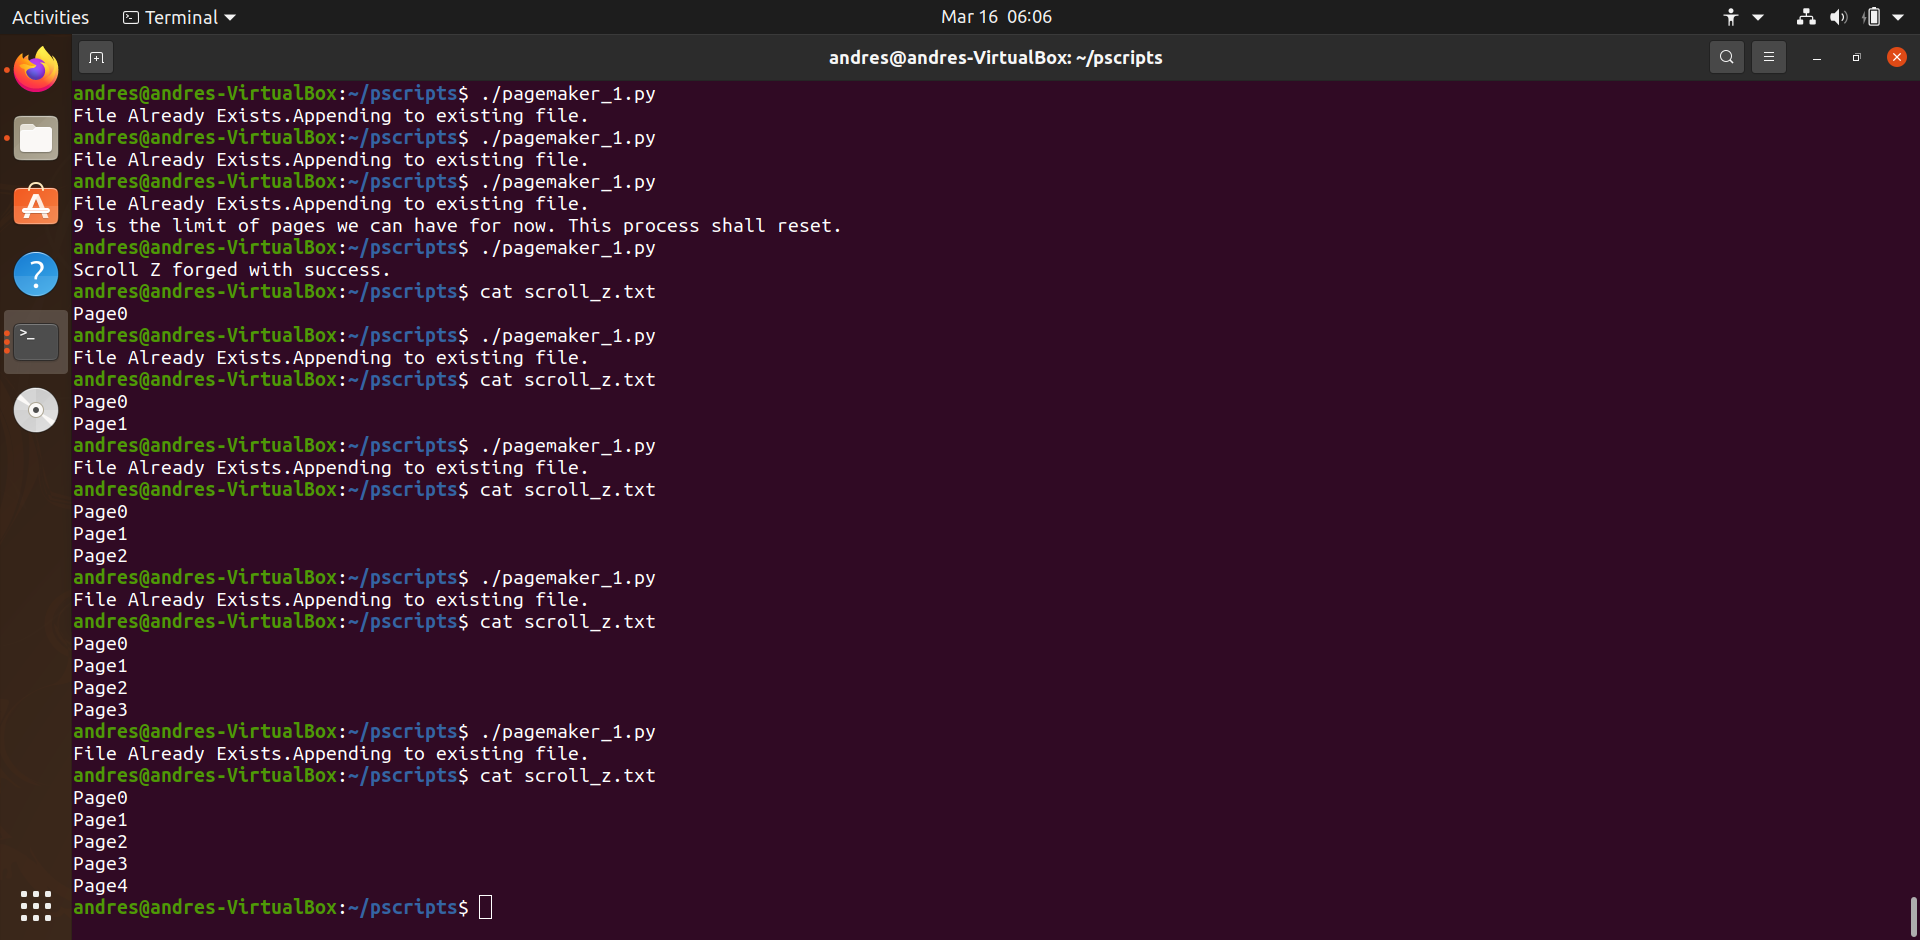 Activities
Terminal
Mar 16 06:06
andres@andres-VirtualBox: ~/pscripts
andres@andres-VirtualBox:~/pscripts$ ./pagemaker_1.py
File Already Exists.Appending to existing file.
andres@andres-VirtualBox:~/pscripts$ ./pagemaker_1.py
File Already Exists.Appending to existing file.
andres@andres-VirtualBox:~/pscripts$ ./pagemaker_1.py
File Already Exists.Appending to existing file.
9 is the limit of pages we can have for now. This process shall reset.
andres@andres-VirtualBox:~/pscripts$ ./pagemaker_1.py
Scroll Z forged with success.
andres@andres-VirtualBox:~/pscripts$ cat scroll_z.txt
Page0
andres@andres-VirtualBox:~/pscripts$ ./pagemaker_1.py
File Already Exists.Appending to existing file.
andres@andres-VirtualBox:~/pscripts$ cat scroll_z.txt
Page0
Page1
andres@andres-VirtualBox:~/pscripts$ ./pagemaker_1.py
File Already Exists.Appending to existing file.
andres@andres-VirtualBox:~/pscripts$ cat scroll_z.txt
Page0
Page1
Page2
andres@andres-VirtualBox:~/pscripts$ ./pagemaker_1.py
File Already Exists.Appending to existing file.
andres@andres-VirtualBox:~/pscripts$ cat scroll_z.txt
Page0
Page1
Page2
Page3
andres@andres-VirtualBox:~/pscripts$ ./pagemaker_1.py
File Already Exists.Appending to existing file.
andres@andres-VirtualBox:~/pscripts$ cat scroll_z.txt
Page0
Page1
Page2
Page3
Page4
andres@andres-VirtualBox:~/pscripts$